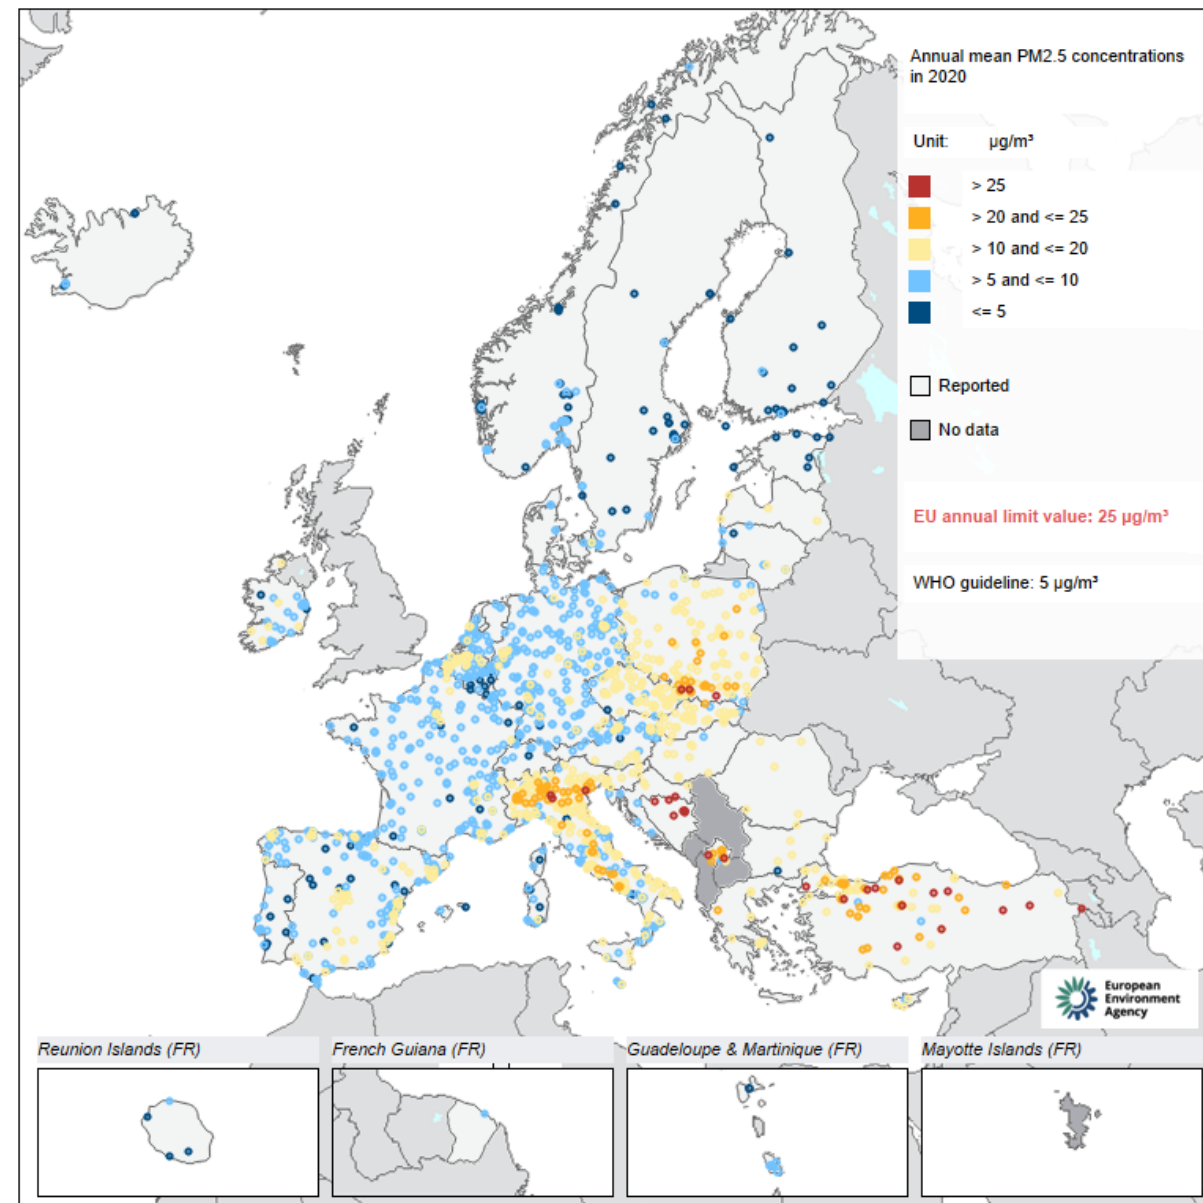 Annual mean PM2.5 concentrations
in 2020
Unit: µg/m³
> 25
> 20 and <= 25
> 10 and <= 20
> 5 and <= 10
<= 5
Reported
No data
EU annual limit value: 25 µg/m³
WHO guideline: 5 µg/m³
European
Environment
Agency
Reunion Islands (FR)
French Guiana (FR)
Guadeloupe & Martinique (FR)
Mayotte Islands (FR)